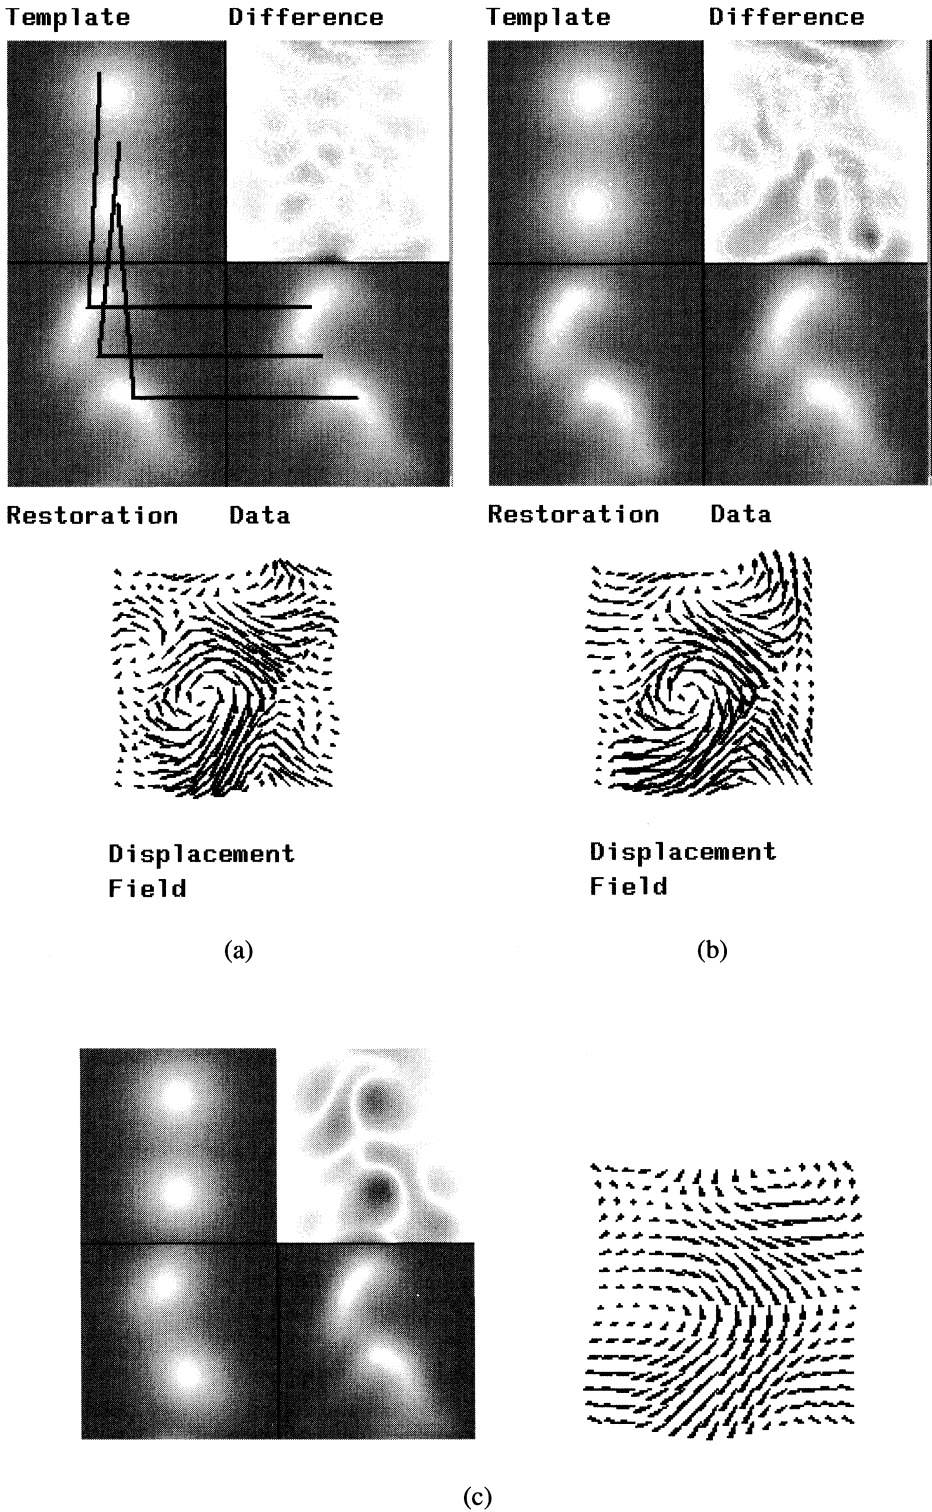 Template Difference
Template Difference
Restoration Data
Restoration Data
Displacement
Field
Displacement
Field
(a)
(b)
(c)